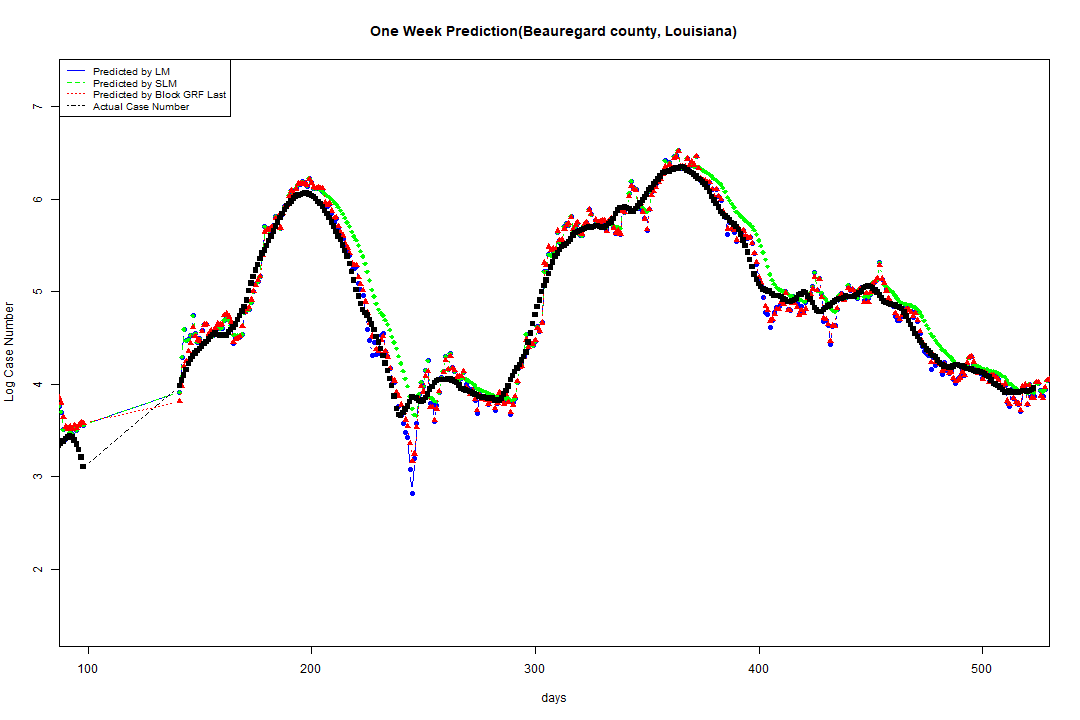 One Week Prediction(Beauregard county, Louisiana)
Predicted by LM
Predicted by SLM
Predicted by Block GRF Last
Actual Case Number
7
6
5
4
3
2
Log Case Number
100 200 300 400 500
days